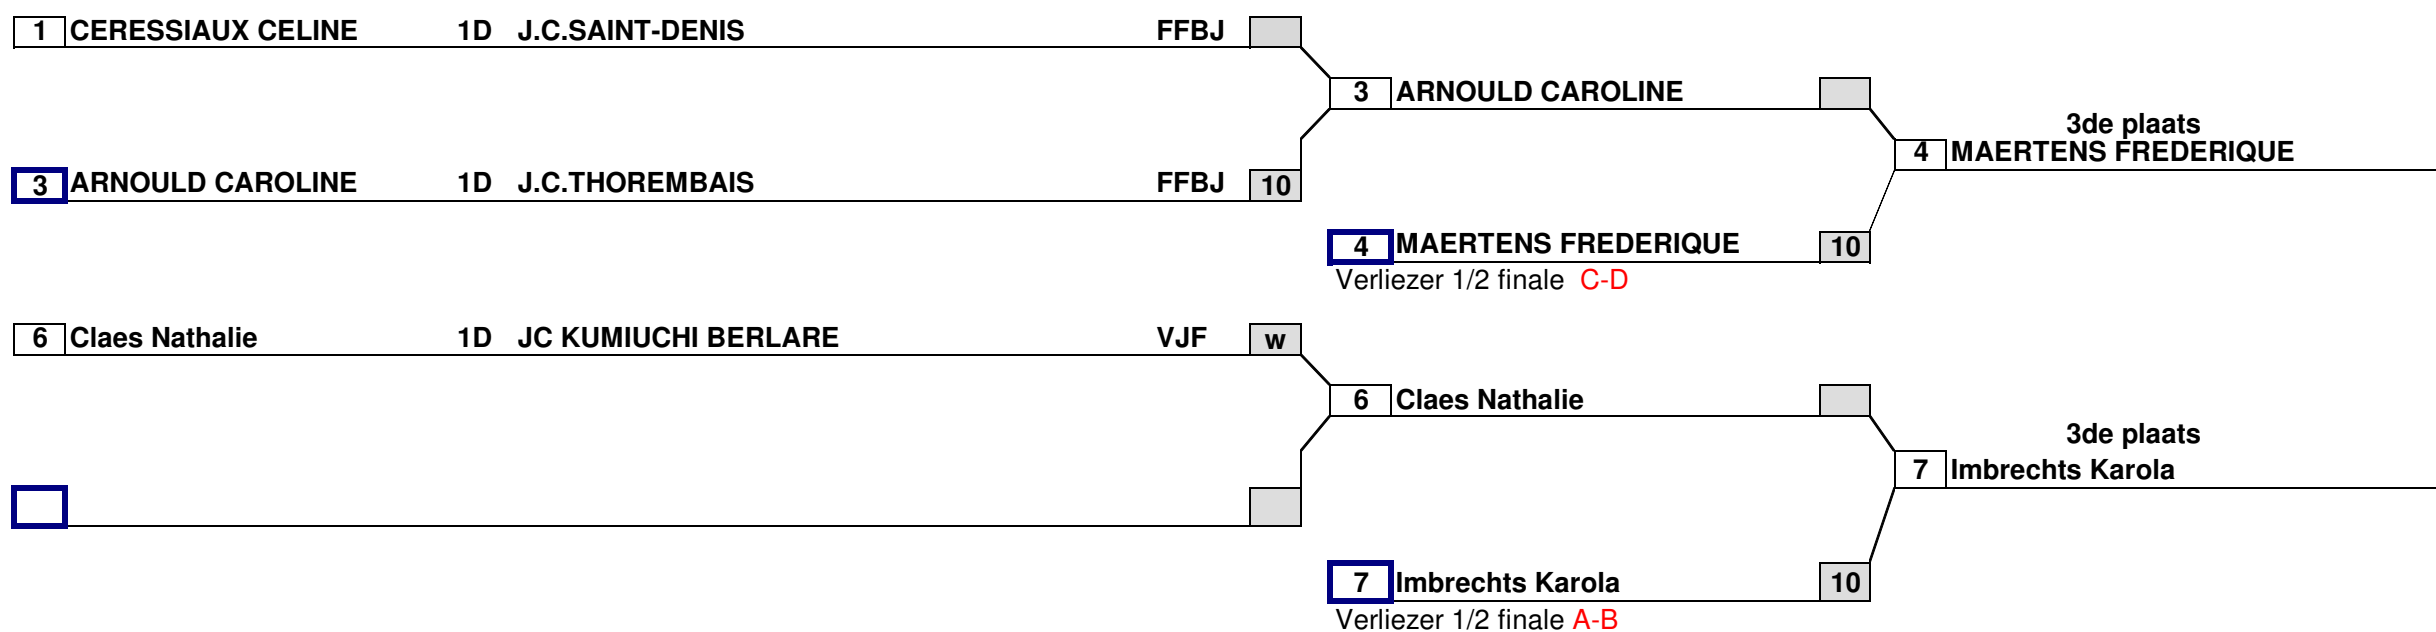 1 CERESSIAUX CELINE 1D J.C.SAINT-DENIS FFBJ
3 ARNOULD CAROLINE
3de plaats
4 MAERTENS FREDERIQUE
3 ARNOULD CAROLINE 1D J.C.THOREMBAIS FFBJ 10
4 MAERTENS FREDERIQUE 10
Verliezer 1/2 finale C-D
6 Claes Nathalie 1D JC KUMIUCHI BERLARE VJF w
6 Claes Nathalie
3de plaats
7 Imbrechts Karola
7 Imbrechts Karola 10
Verliezer 1/2 finale A-B